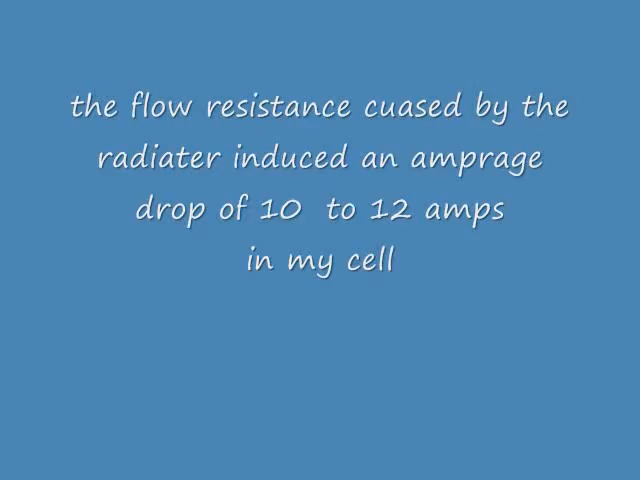 the flow resistance cuased by the
radiater induced an amprage
drop of 10 to 12 amps
in my cell